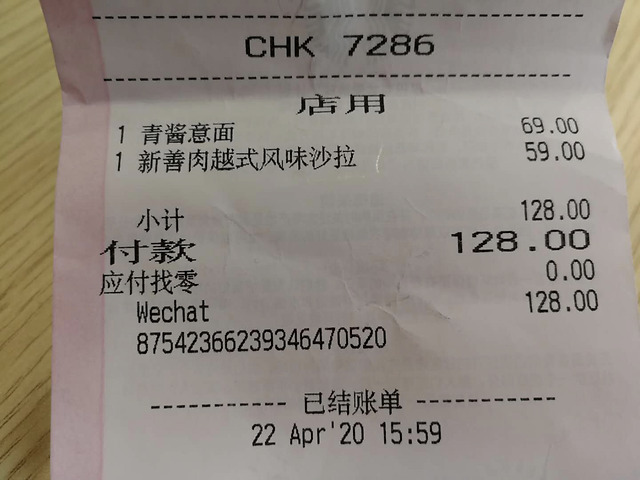 CHK 7286
店用
1 青酱意面 69.00
1 新善肉越式风味沙拉 59.00
小计 128.00
付款 128.00
应付找零 0.00
Wechat 128.00
87542366239346470520
----------- 已结账单 -----------
22 Apr'20 15:59